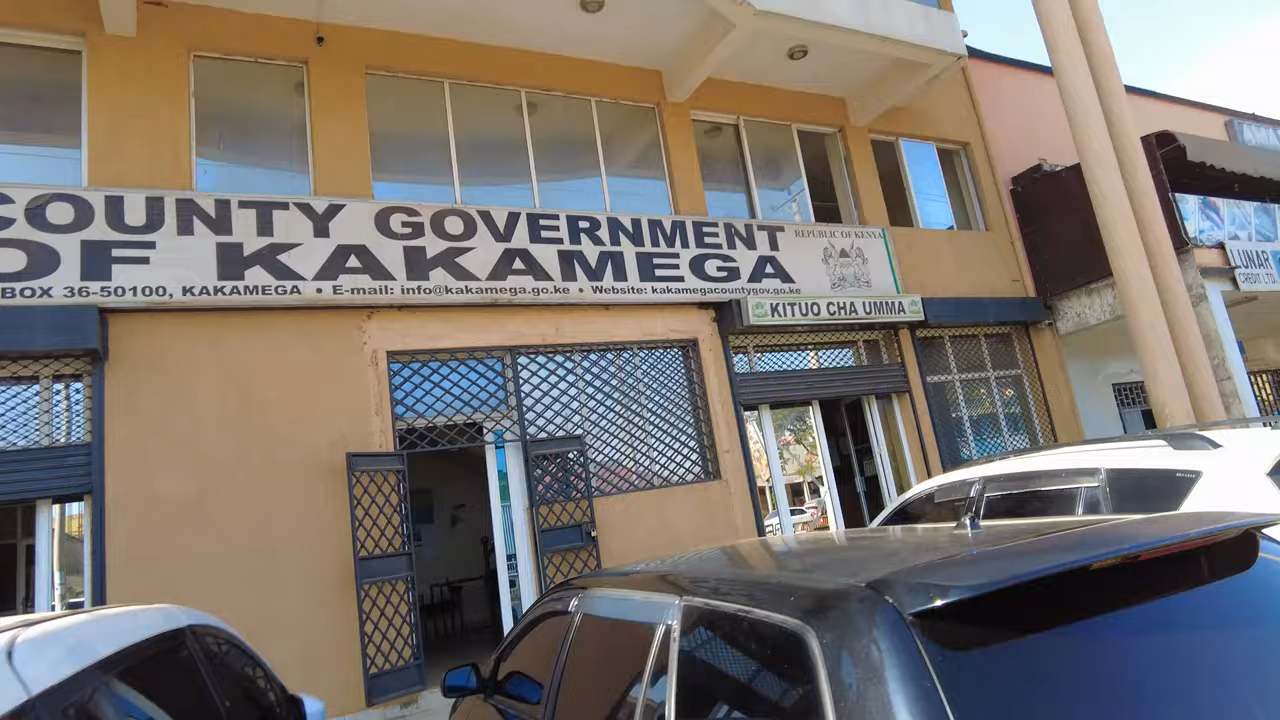 COUNTY GOVERNMENT
OF KAKAMEGA
BOX 36-50100, KAKAMEGA • E-mail: info@kakamega.go.ke • Website: kakamegacountygov.go.ke
REPUBLIC OF KENYA
KITUO CHA UMMA
LUNAR
CREDIT LTD